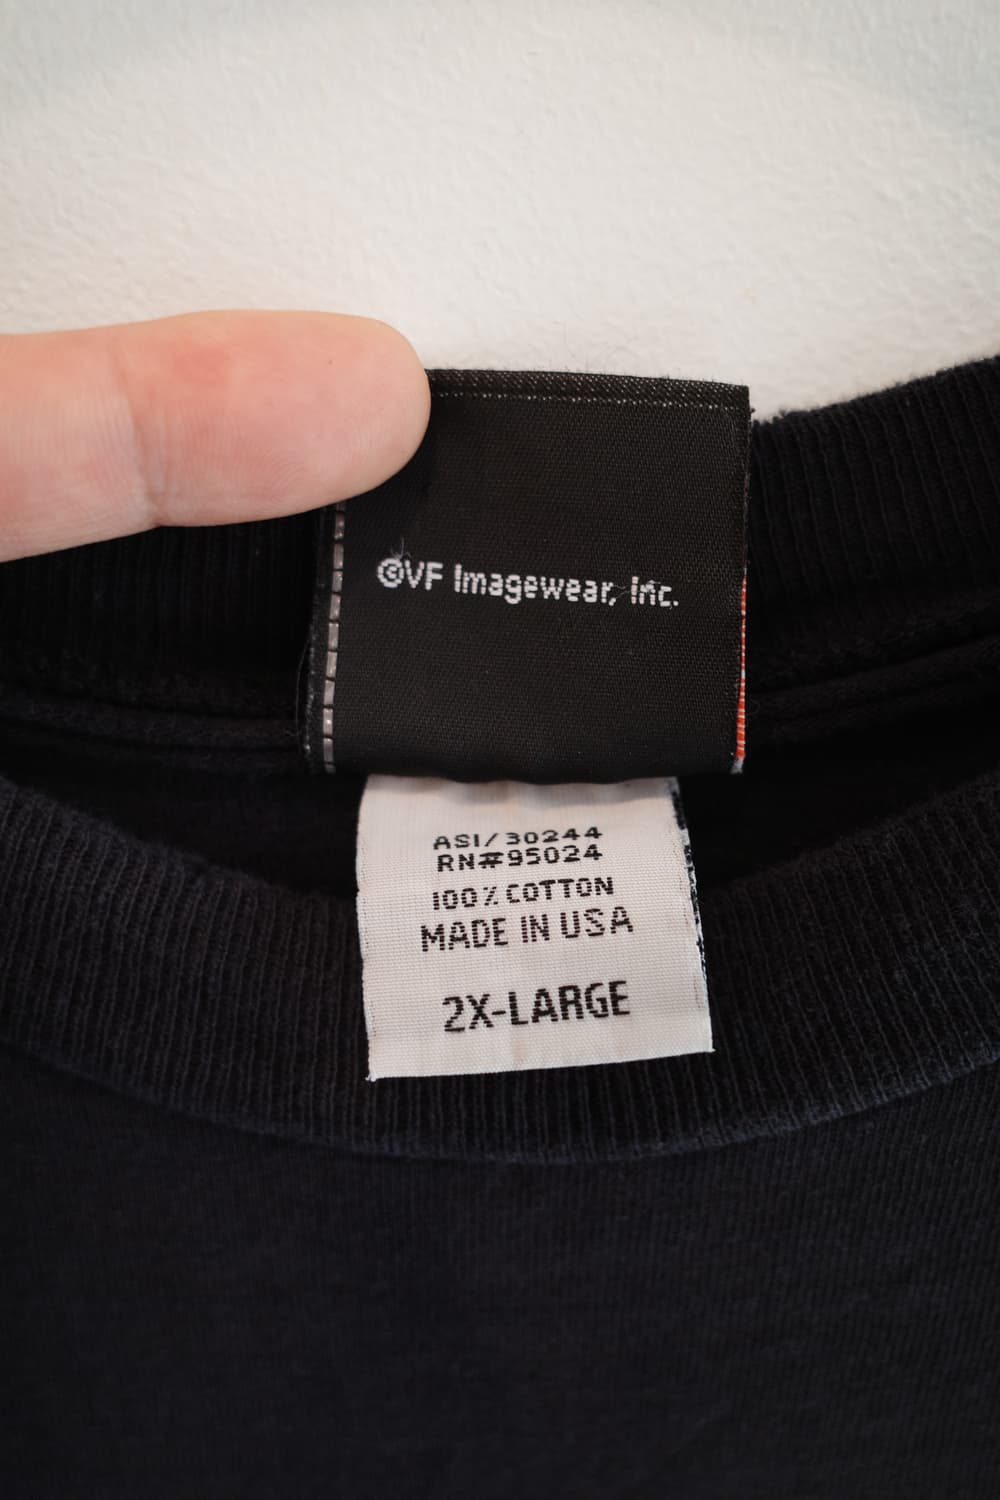 ©VF Imagewear, Inc.
ASI/30244
RN#95024
100% COTTON
MADE IN USA
2X-LARGE